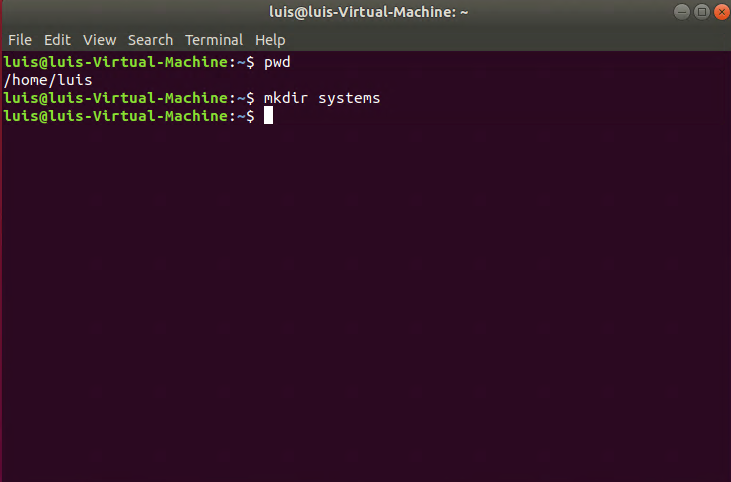 luis@luis-Virtual-Machine: ~
File Edit View Search Terminal Help
luis@luis-Virtual-Machine:~$ pwd
/home/luis
luis@luis-Virtual-Machine:~$ mkdir systems
luis@luis-Virtual-Machine:~$